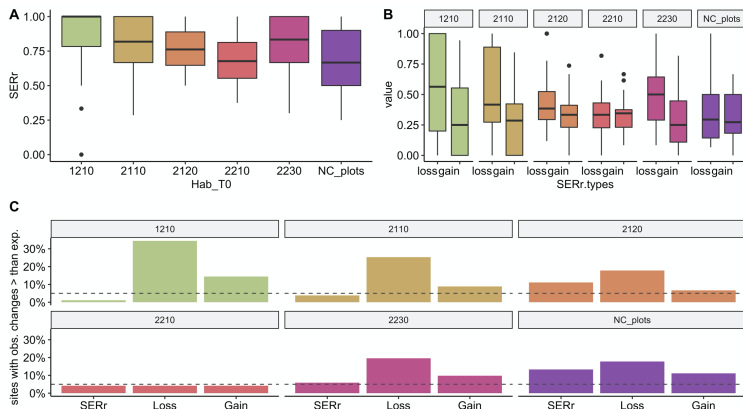 A
SERr
1.00
0.75
0.50
0.25
0.00
1210 2110 2120 2210 2230 NC_plots
Hab_T0
B
1210 2110 2120 2210 2230 NC_plots
value
1.00
0.75
0.50
0.25
0.00
lossgain lossgain lossgain lossgain lossgain lossgain
SERr.types
C
sites with obs. changes > than exp.
1210 2110 2120
30%
20%
10%
0%
2210 2230 NC_plots
30%
20%
10%
0%
SERr Loss Gain SERr Loss Gain SERr Loss Gain